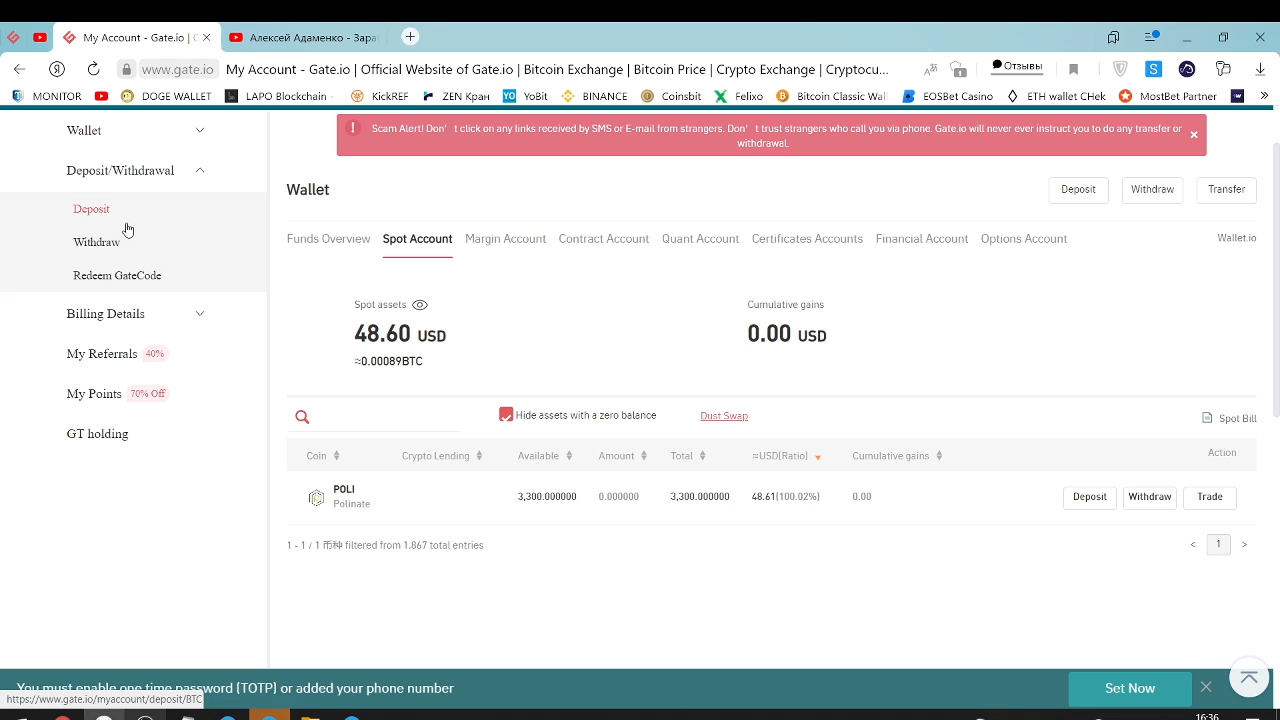 My Account - Gate.io | C
Алексей Адаменко - Зара
www.gate.io
My Account - Gate.io | Official Website of Gate.io | Bitcoin Exchange | Bitcoin Price | Crypto Exchange | Cryptocu...
Отзывы
MONITOR
DOGE WALLET
LAPO Blockchain
KickREF
ZEN Кран
YoBit
BINANCE
Coinsbit
Felixo
Bitcoin Classic Wall
EOSBet Casino
ETH wallet CHok
MostBet Partner
Wallet
Deposit/Withdrawal
Deposit
Withdraw
Redeem GateCode
Billing Details
My Referrals 40%
My Points 70% Off
GT holding
Scam Alert! Don't click on any links received by SMS or E-mail from strangers. Don't trust strangers who call you via phone. Gate.io will never ever instruct you to do any transfer or
withdrawal.
Wallet
Deposit
Withdraw
Transfer
Funds Overview
Spot Account
Margin Account
Contract Account
Quant Account
Certificates Accounts
Financial Account
Options Account
Wallet.io
Spot assets
48.60 USD
≈0.00089BTC
Cumulative gains
0.00 USD
Hide assets with a zero balance
Dust Swap
Spot Bill
Coin
Crypto Lending
Available
Amount
Total
≈USD(Ratio)
Cumulative gains
Action
POLI
Polinate
3,300.000000
0.000000
3,300.000000
48.61(100.02%)
0.00
Deposit
Withdraw
Trade
1 - 1 / 1 币种 filtered from 1,867 total entries
< 1 >
You must enable one time password (TOTP) or added your phone number
Set Now
https://www.gate.io/myaccount/deposit/BTC
16:36